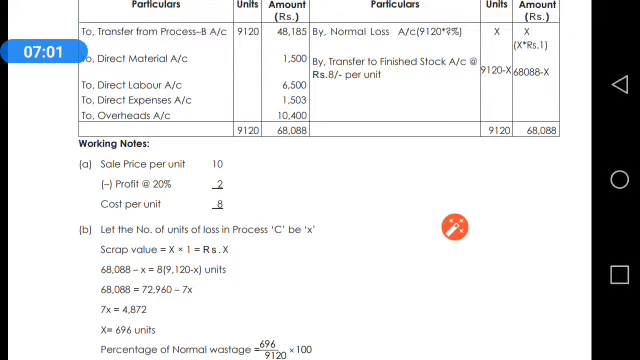 Particulars Units Amount (Rs.) Particulars Units Amount (Rs.)
To, Transfer from Process–B A/c 9120 48,185 By, Normal Loss A/c(9120*?%) X X (X*Rs.1)
07:01
To, Direct Material A/c 1,500 By, Transfer to Finished Stock A/c @ Rs.8/- per unit 9120-X 68088-X
To, Direct Labour A/c 6,500
To, Direct Expenses A/c 1,503
To, Overheads A/c 10,400
9120 68,088 9120 68,088
Working Notes:
(a) Sale Price per unit 10
(–) Profit @ 20% 2
Cost per unit 8
(b) Let the No. of units of loss in Process 'C' be 'x'
Scrap value = X × 1 = Rs. X
68,088 – x = 8(9,120-x) units
68,088 = 72,960 – 7x
7x = 4,872
X= 696 units
Percentage of Normal wastage = 696/9120 ×100